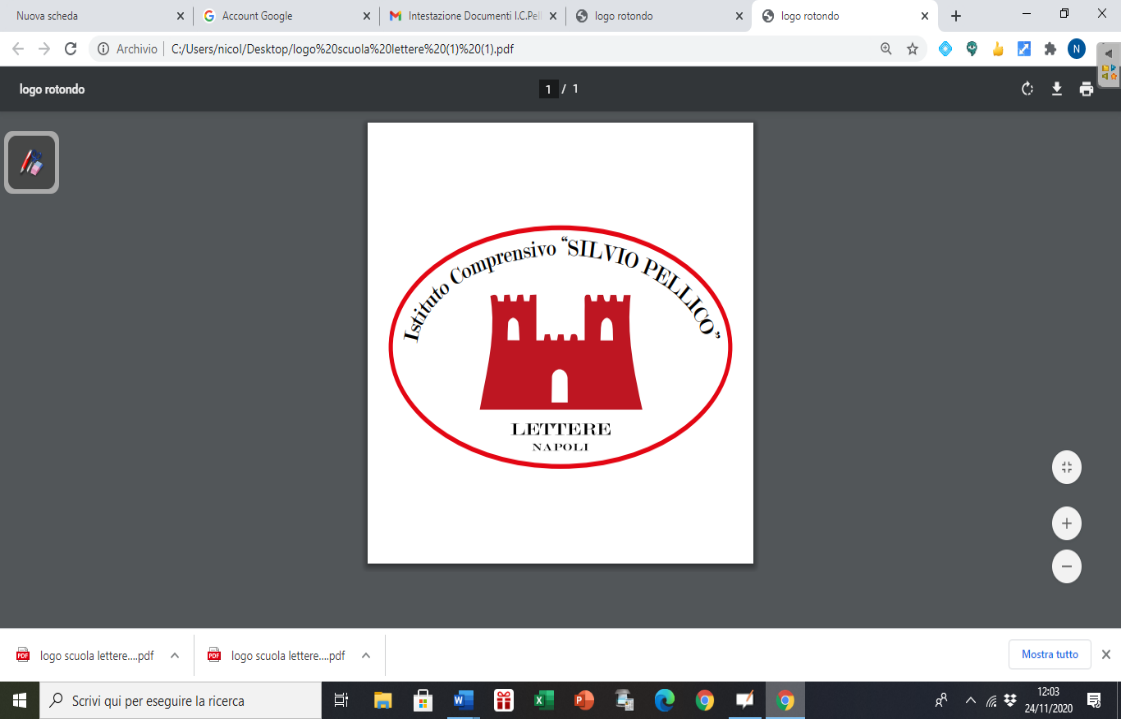 Nuova scheda
Account Google
Intestazione Documenti I.C.Pell
logo rotondo
logo rotondo
Archivio
C:/Users/nicol/Desktop/logo%20scuola%20lettere%20(1)%20(1).pdf
N
logo rotondo
1 / 1
Istituto Comprensivo “SILVIO PELLICO”
LETTERE
NAPOLI
PDF logo scuola lettere....pdf
PDF logo scuola lettere....pdf
Mostra tutto
Scrivi qui per eseguire la ricerca
12:03
24/11/2020